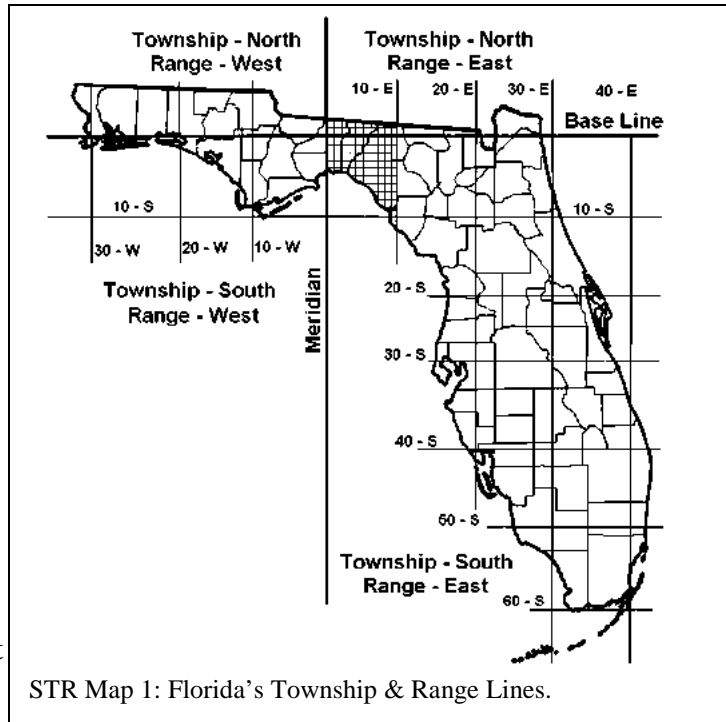 Township - North
Range - West
Township - North
Range - East
10 - E
20 - E
30 - E
40 - E
Base Line
10 - S
10 - S
30 - W
20 - W
10 - W
Township - South
Range - West
Meridian
20 - S
30 - S
40 - S
50 - S
Township - South
Range - East
60 - S
t
STR Map 1: Florida's Township & Range Lines.